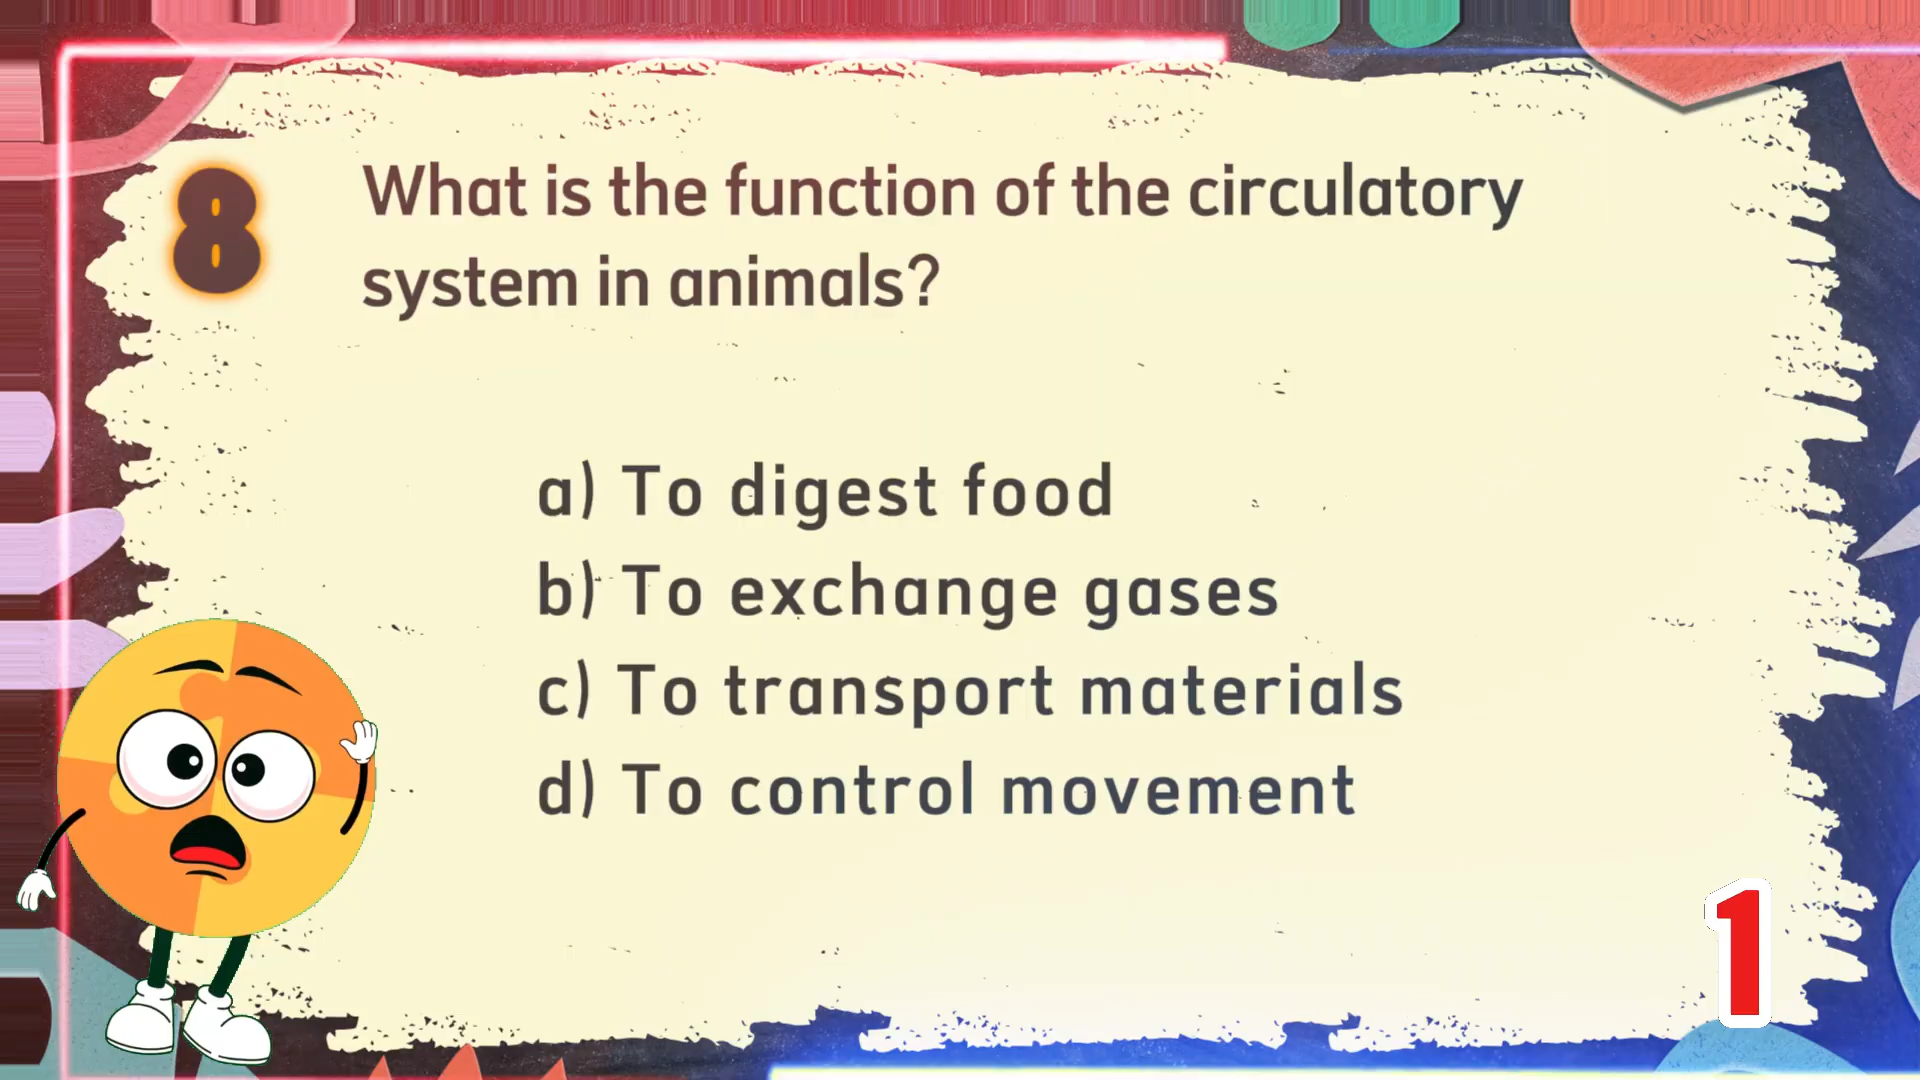 8
What is the function of the circulatory
system in animals?
a) To digest food
b) To exchange gases
c) To transport materials
d) To control movement
1